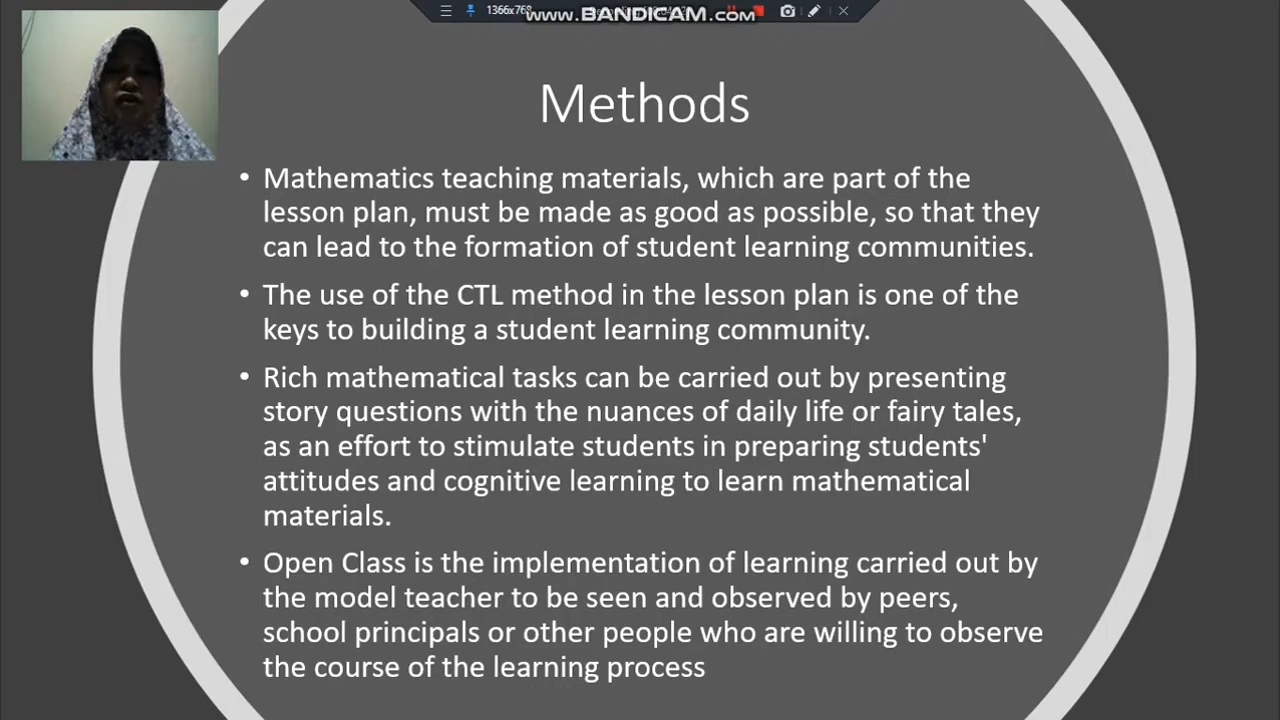 1366x768
www.BANDICAM.com
Methods
• Mathematics teaching materials, which are part of the
lesson plan, must be made as good as possible, so that they
can lead to the formation of student learning communities.
• The use of the CTL method in the lesson plan is one of the
keys to building a student learning community.
• Rich mathematical tasks can be carried out by presenting
story questions with the nuances of daily life or fairy tales,
as an effort to stimulate students in preparing students'
attitudes and cognitive learning to learn mathematical
materials.
• Open Class is the implementation of learning carried out by
the model teacher to be seen and observed by peers,
school principals or other people who are willing to observe
the course of the learning process